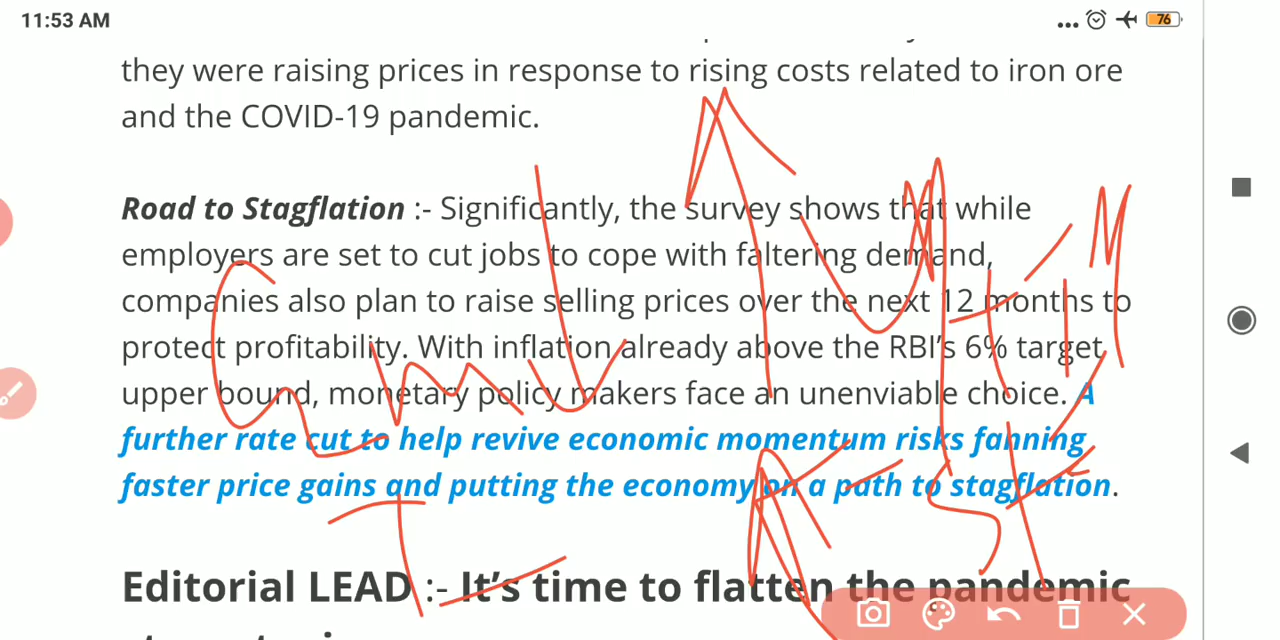 11:53 AM
76
they were raising prices in response to rising costs related to iron ore
and the COVID-19 pandemic.
Road to Stagflation :- Significantly, the survey shows that while
employers are set to cut jobs to cope with faltering demand,
companies also plan to raise selling prices over the next 12 months to
protect profitability. With inflation already above the RBI's 6% target
upper bound, monetary policy makers face an unenviable choice. A
further rate cut to help revive economic momentum risks fanning
faster price gains and putting the economy on a path to stagflation.
Editorial LEAD :- It's time to flatten the pandemic